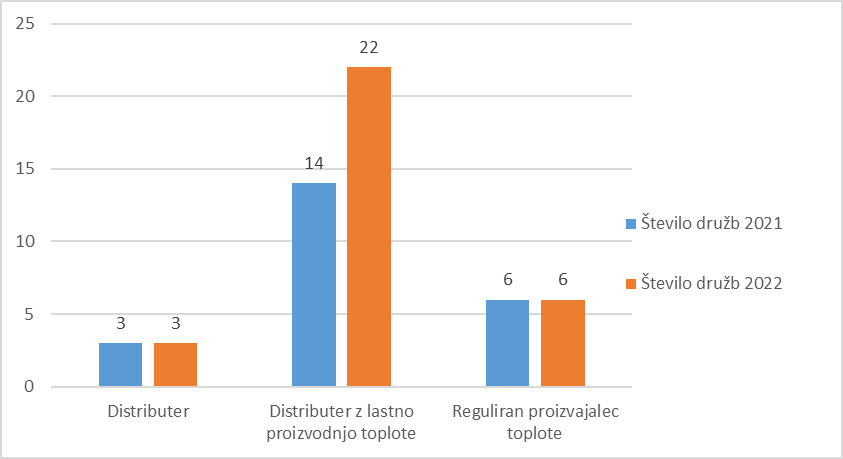 25
20
15
10
5
0
3
3
14
22
6
6
Distributer
Distributer z lastno
proizvodnjo toplote
Reguliran proizvajalec
toplote
Število družb 2021
Število družb 2022